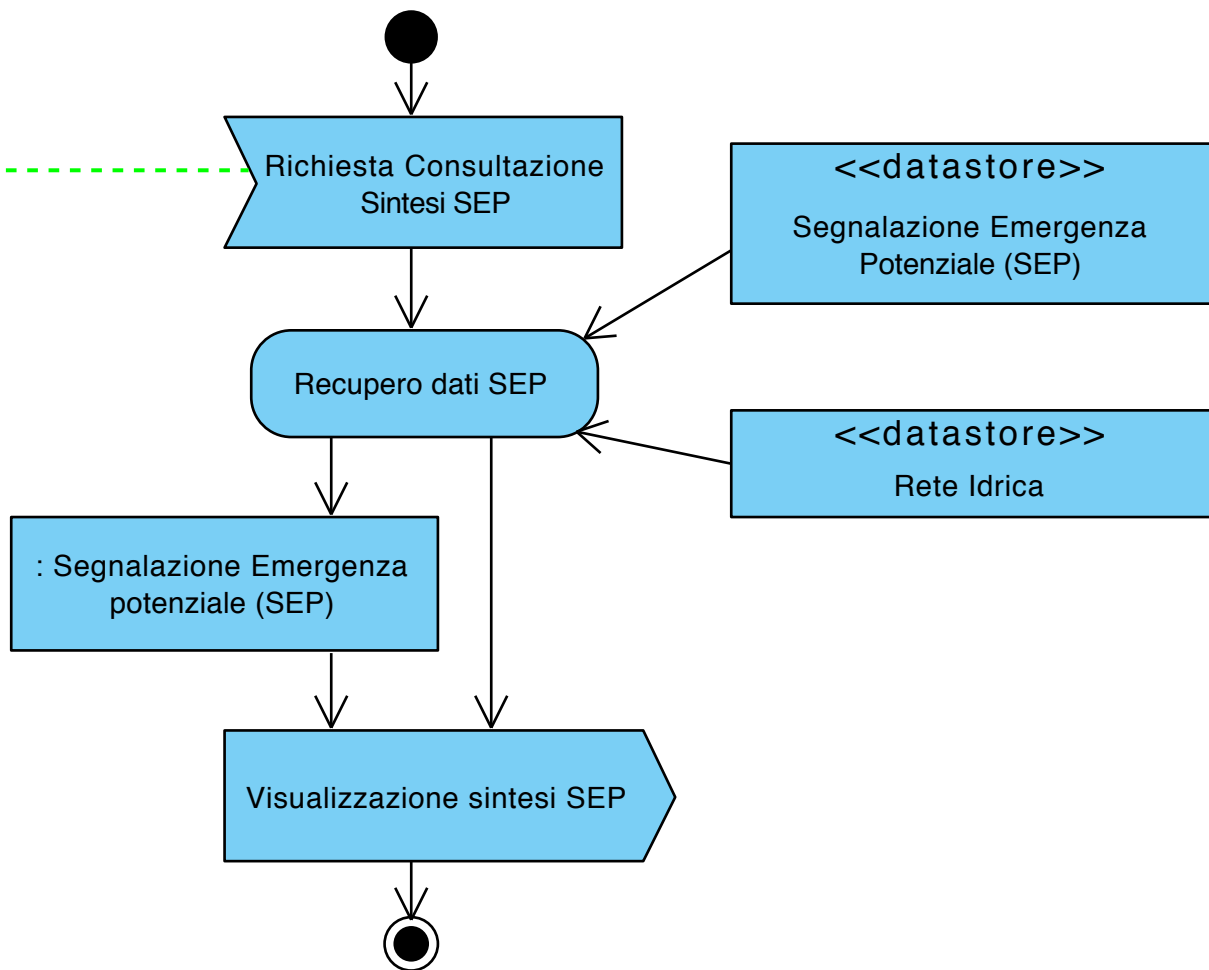 Richiesta Consultazione
Sintesi SEP
<<datastore>>
Segnalazione Emergenza
Potenziale (SEP)
Recupero dati SEP
<<datastore>>
Rete Idrica
: Segnalazione Emergenza
potenziale (SEP)
Visualizzazione sintesi SEP